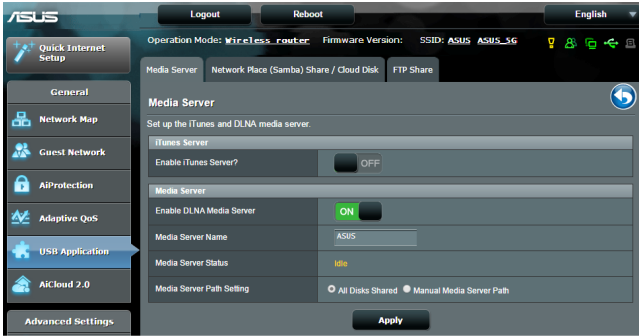 ASUS
Logout Reboot English
Quick Internet Setup
Operation Mode: Wireless router Firmware Version: SSID: ASUS ASUS_5G
Media Server Network Place (Samba) Share / Cloud Disk FTP Share
General
Network Map
Guest Network
AiProtection
Adaptive QoS
USB Application
AiCloud 2.0
Advanced Settings
Media Server
Set up the iTunes and DLNA media server.
iTunes Server
Enable iTunes Server? OFF
Media Server
Enable DLNA Media Server ON
Media Server Name ASUS
Media Server Status Idle
Media Server Path Setting All Disks Shared Manual Media Server Path
Apply